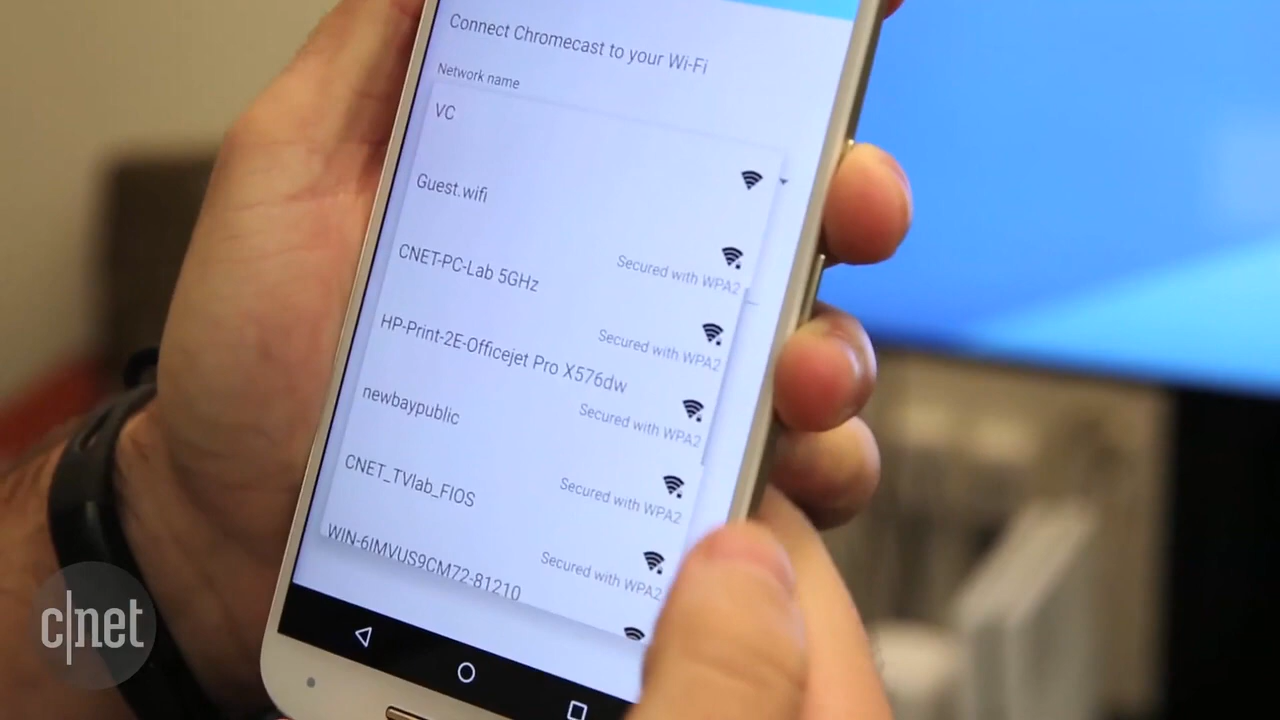 Connect Chromecast to your Wi-Fi
Network name
VC
Guest.wifi
Secured with WPA2
CNET-PC-Lab 5GHz
Secured with WPA2
HP-Print-2E-Officejet Pro X576dw
Secured with WPA2
newbaypublic
Secured with WPA2
CNET_TVlab_FIOS
Secured with WPA2
WIN-6IMVUS9CM72-81210
c|net